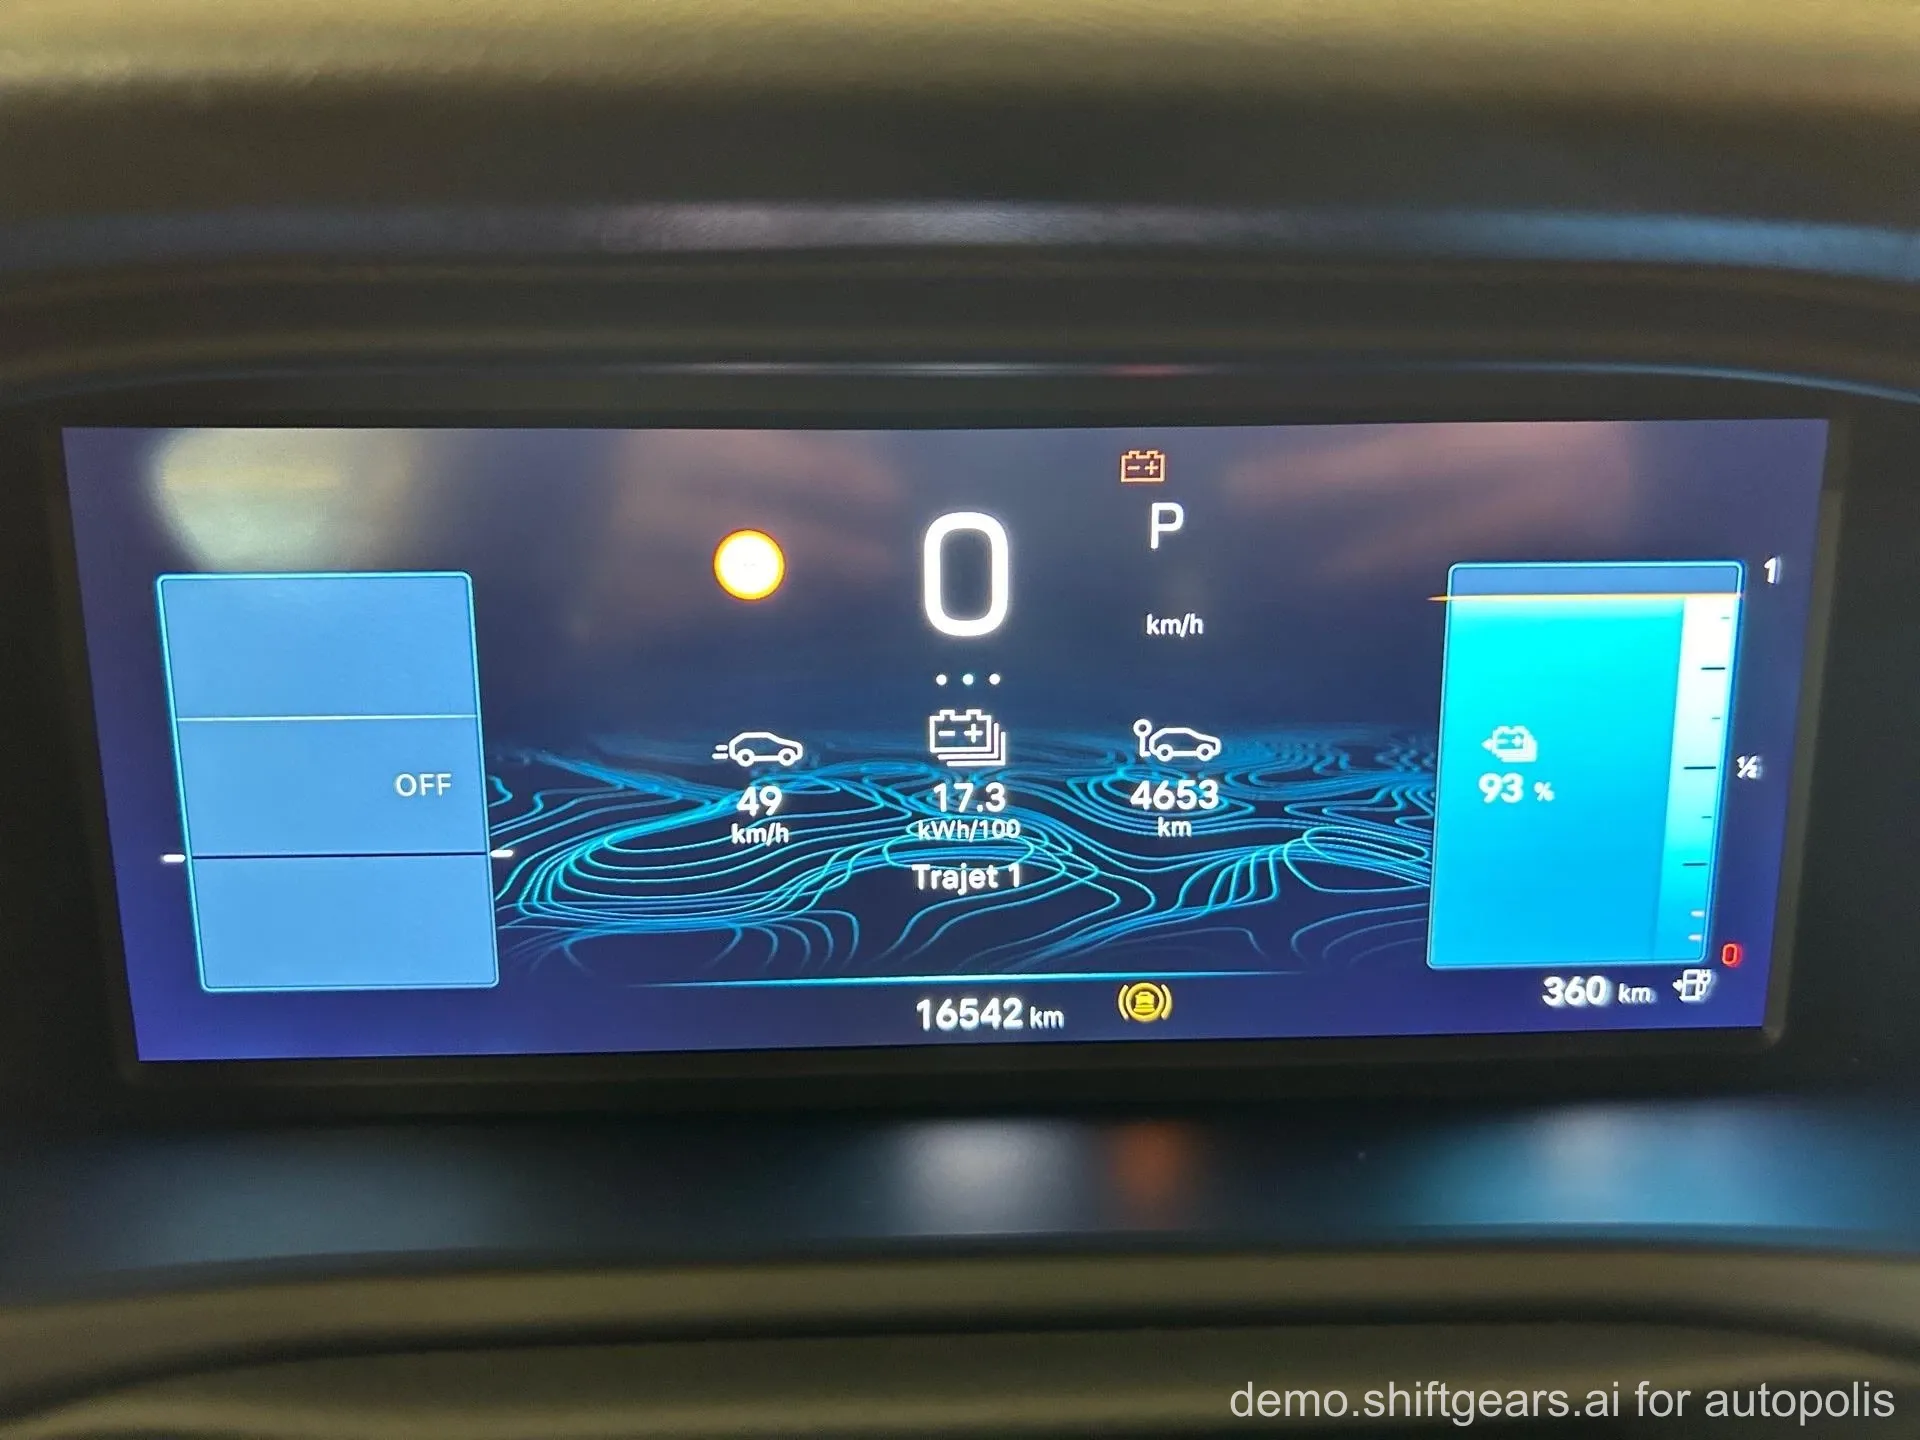 0
P
km/h
OFF
49
km/h
17.3
kWh/100
4653
km
Trajet 1
1
½
0
93 %
16542 km
360 km
demo.shiftgears.ai for autopolis